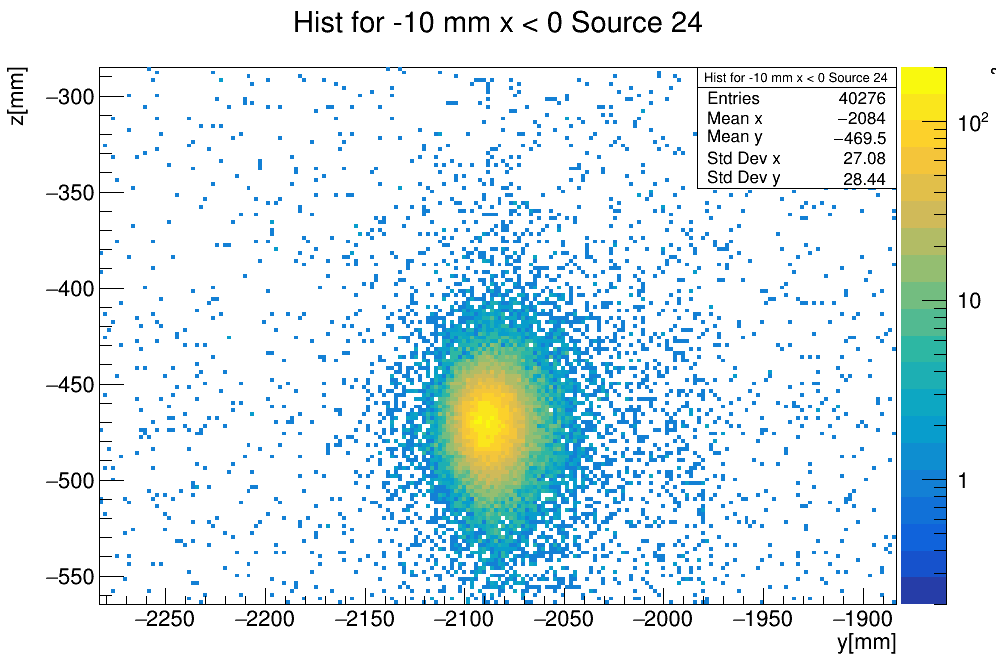 Hist for -10 mm x < 0 Source 24
z[mm]
Hist for -10 mm x < 0 Source 24
Entries 40276
Mean x −2084
Mean y −469.5
Std Dev x 27.08
Std Dev y 28.44
−300
−350
−400
−450
−500
−550
10²
10
1
−2250 −2200 −2150 −2100 −2050 −2000 −1950 −1900
y[mm]